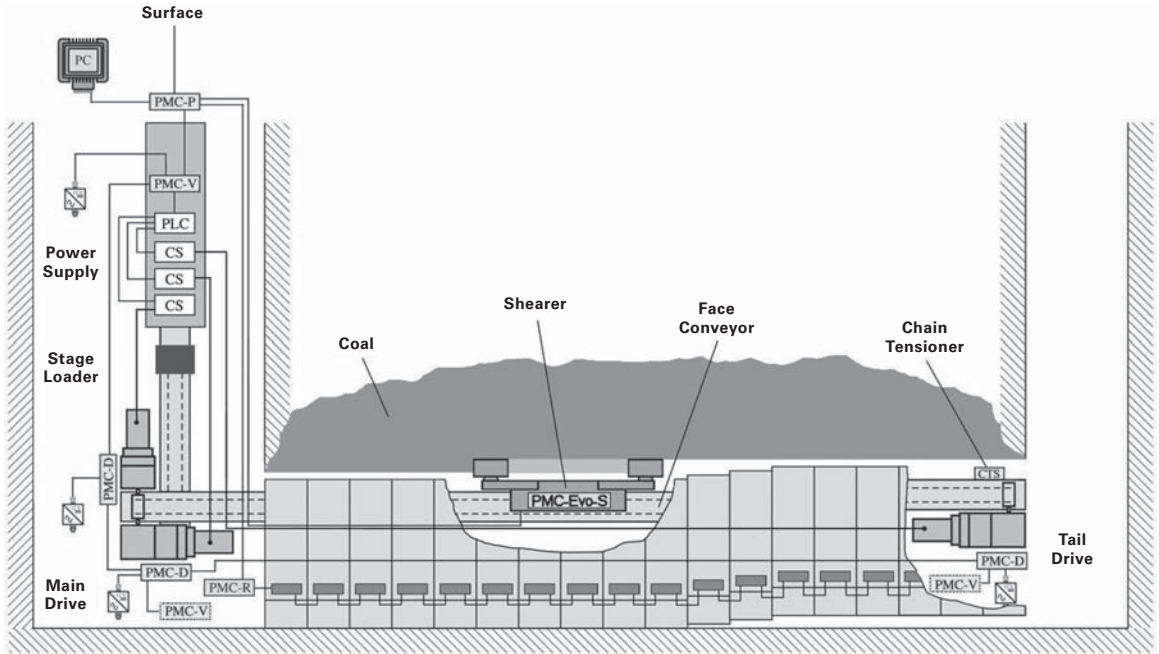 Surface
PC
PMC-P
PMC-V
PLC
Power
Supply
CS
CS
CS
Stage
Loader
Coal
Shearer
Face
Conveyor
Chain
Tensioner
PMC-D
CTS
PMC-Evo-S
Tail
Drive
PMC-D
PMC-V
Main
Drive
PMC-D
PMC-R
PMC-V